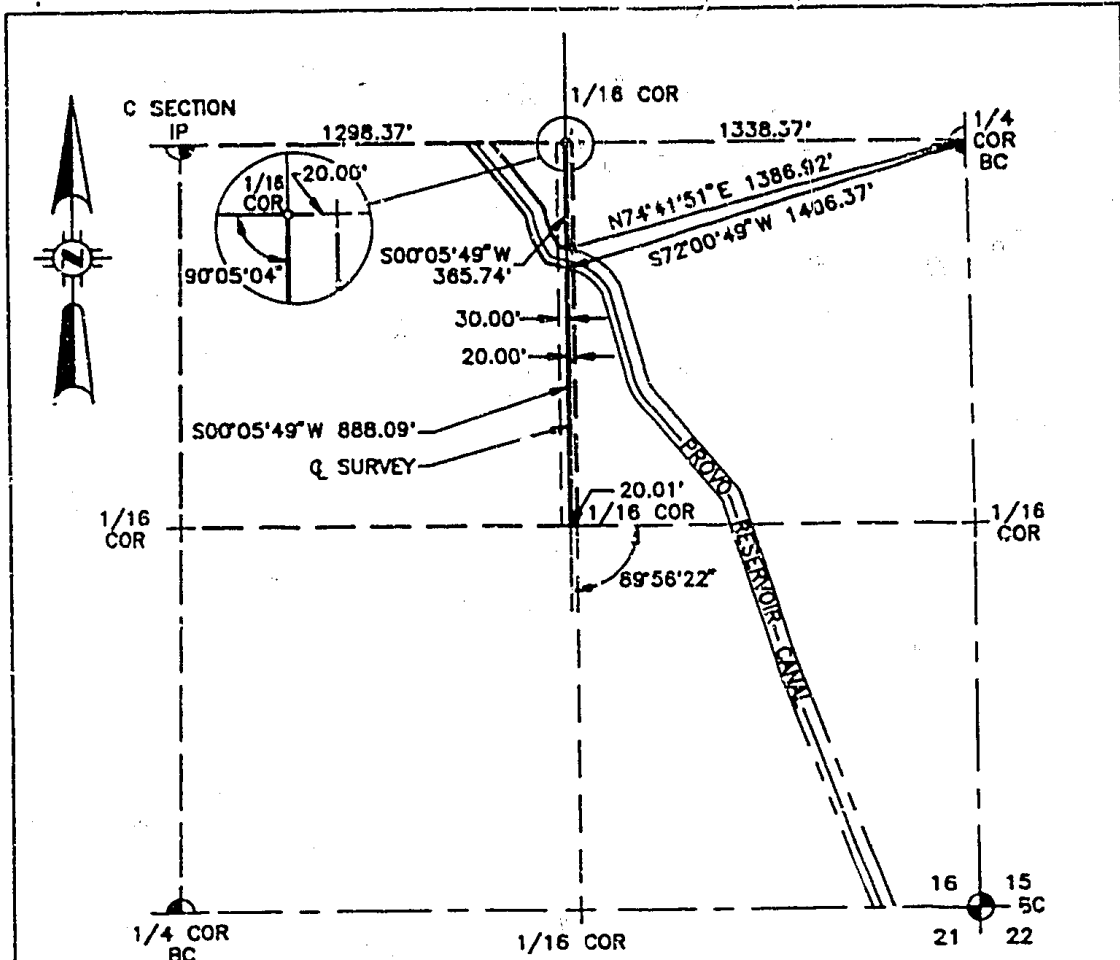 C SECTION
IP
1/16 COR
1298.37'
1338.37'
1/4
COR
BC
1/16
COR
20.00'
90°05'04"
N74°41'51"E 1386.92'
S72°00'49"W 1406.37'
S00°05'49"W
365.74'
30.00'
20.00'
S00°05'49"W 888.09'
℄ SURVEY
PROVO RESERVOIR CANAL
20.01'
1/16 COR
1/16
COR
1/16
COR
89°56'22"
Z
1/4 COR
BC
1/16 COR
16
15
BC
21
22